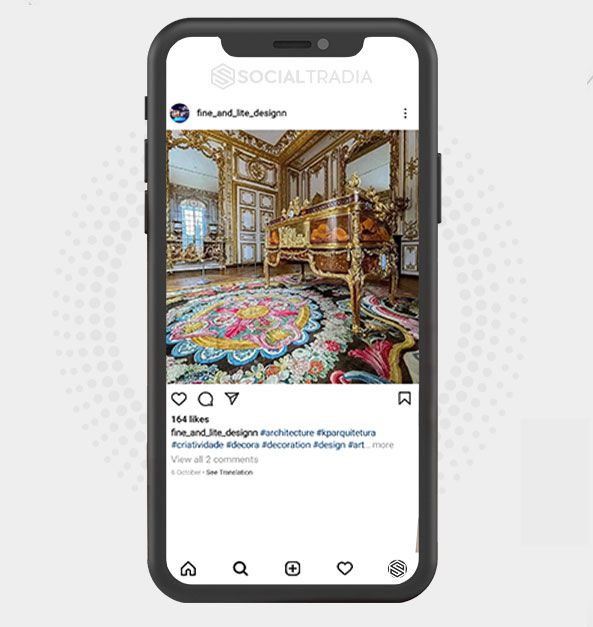 SOCIALTRADIA
fine_and_lite_designn
164 likes
fine_and_lite_designn #architecture #kparquitetura
#criatividade #decora #decoration #design #art... more
View all 2 comments
6 October • See Translation